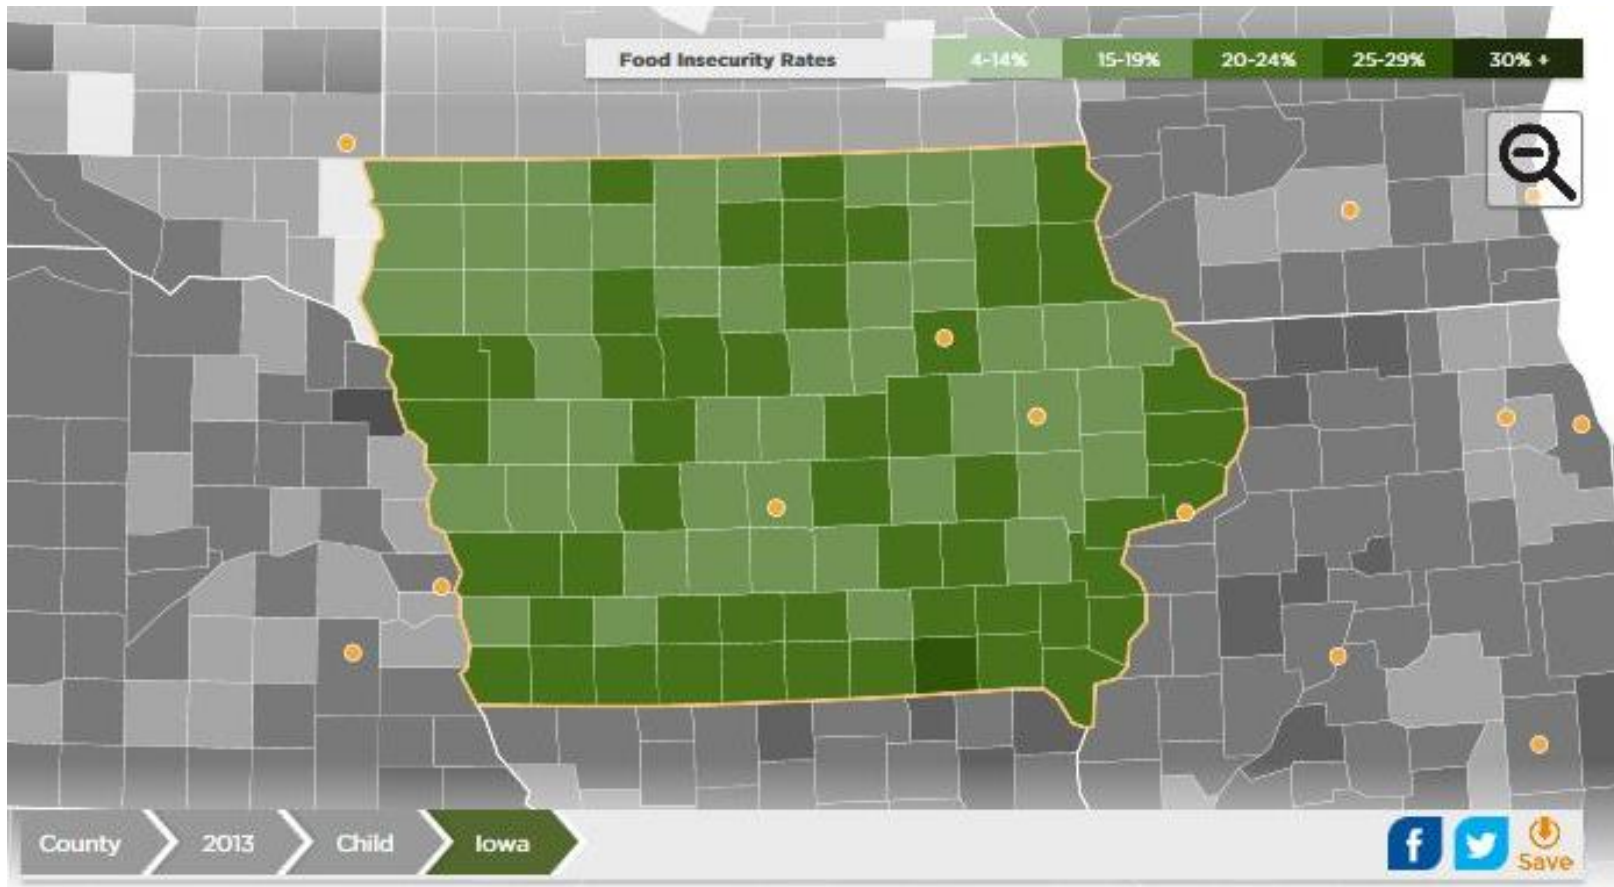 Food Insecurity Rates 4-14% 15-19% 20-24% 25-29% 30% +
County 2013 Child Iowa
Save